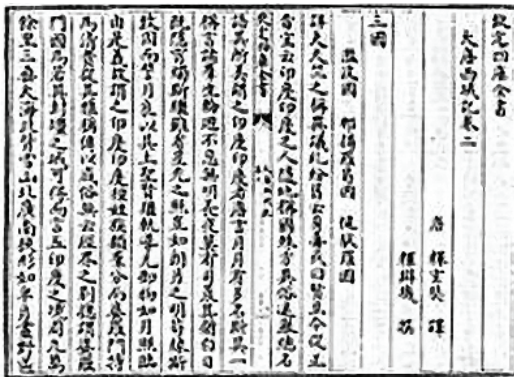 欽定四庫全書
大唐西域記卷二
唐 釋玄奘 譯
釋辯機 撰
三國
濫波國 那揭羅曷國 健馱羅國
詳夫天竺之稱異議糾紛舊云身毒或曰賢豆今從正
音宜云印度印度之人隨地稱國殊方異俗遙舉總名
欽定四庫全書
語其所美謂之印度印度者唐言月月有多名斯其一
稱言諸羣生輪迴不息無明長夜莫有司晨其猶白日
既隱宵燭斯繼雖有星光之照豈如朗月之明苟緣斯
致因而譬月良以其土聖賢繼軌導凡御物如月照臨
由是義故謂之印度印度種姓族類羣分而婆羅門特
為清貴從其雅稱傳以成俗無云經界之別總謂婆羅
門國焉若其封疆之域可得而言五印度之境周九萬
餘里三垂大海北背雪山北廣南狹形如半月畫野區